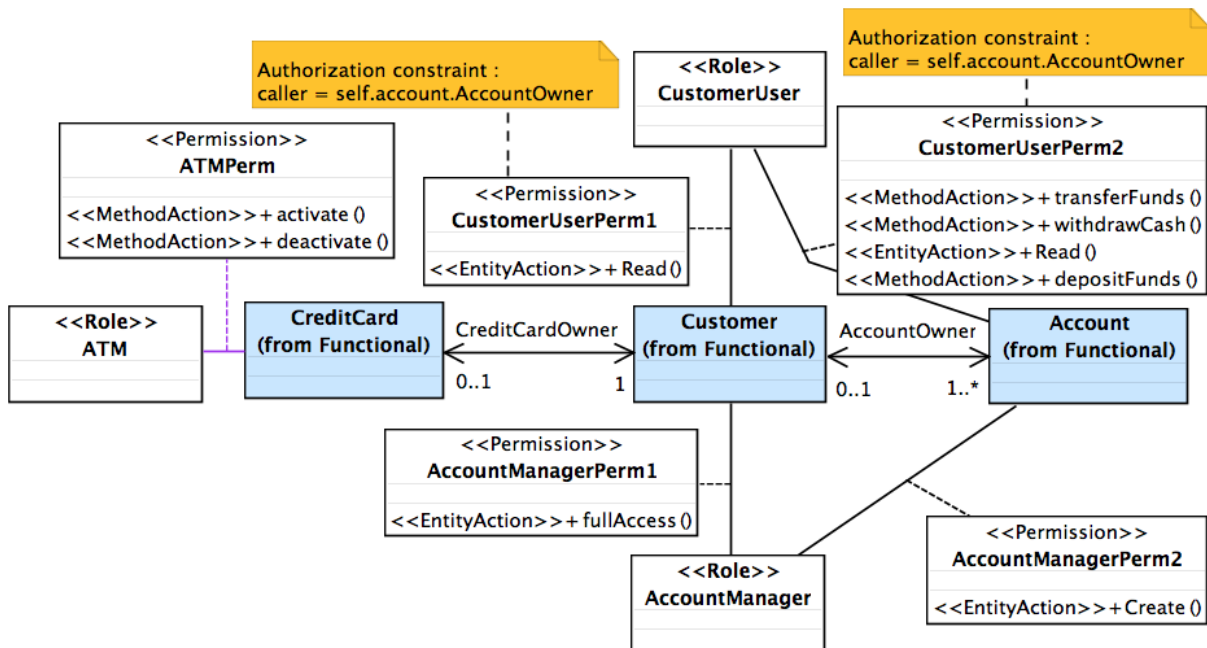 Authorization constraint :
caller = self.account.AccountOwner
<<Role>>
CustomerUser
Authorization constraint :
caller = self.account.AccountOwner
<<Permission>>
ATMPerm
<<MethodAction>>+ activate ()
<<MethodAction>>+ deactivate ()
<<Permission>>
CustomerUserPerm1
<<EntityAction>>+ Read ()
<<Permission>>
CustomerUserPerm2
<<MethodAction>>+ transferFunds ()
<<MethodAction>>+ withdrawCash ()
<<EntityAction>>+ Read ()
<<MethodAction>>+ depositFunds ()
<<Role>>
ATM
CreditCard
(from Functional)
CreditCardOwner
0..1
1
Customer
(from Functional)
AccountOwner
0..1
1..*
Account
(from Functional)
<<Permission>>
AccountManagerPerm1
<<EntityAction>>+ fullAccess ()
<<Role>>
AccountManager
<<Permission>>
AccountManagerPerm2
<<EntityAction>>+ Create ()